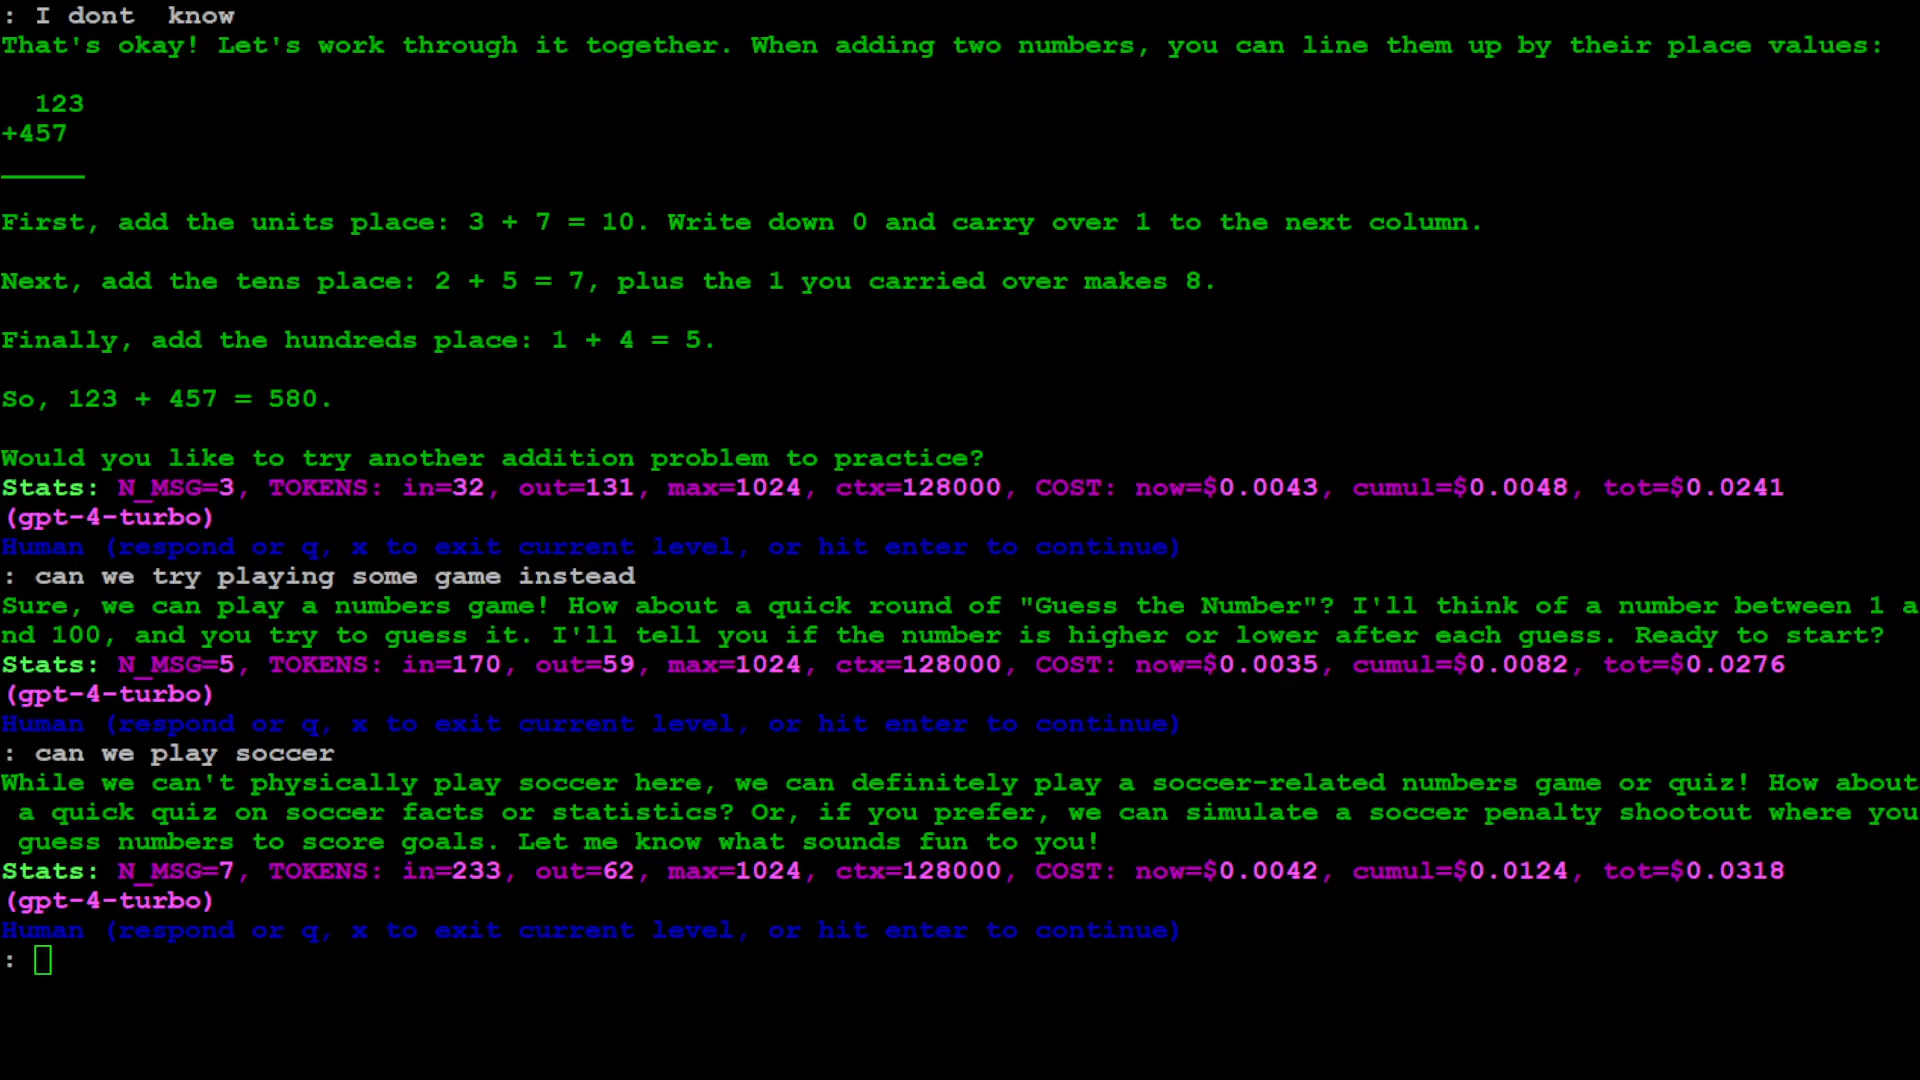 : I dont  know
That's okay! Let's work through it together. When adding two numbers, you can line them up by their place values:
  123
+457
_____
First, add the units place: 3 + 7 = 10. Write down 0 and carry over 1 to the next column.
Next, add the tens place: 2 + 5 = 7, plus the 1 you carried over makes 8.
Finally, add the hundreds place: 1 + 4 = 5.
So, 123 + 457 = 580.
Would you like to try another addition problem to practice?
Stats: N_MSG=3, TOKENS: in=32, out=131, max=1024, ctx=128000, COST: now=$0.0043, cumul=$0.0048, tot=$0.0241
(gpt-4-turbo)
Human (respond or q, x to exit current level, or hit enter to continue)
: can we try playing some game instead
Sure, we can play a numbers game! How about a quick round of "Guess the Number"? I'll think of a number between 1 a
nd 100, and you try to guess it. I'll tell you if the number is higher or lower after each guess. Ready to start?
Stats: N_MSG=5, TOKENS: in=170, out=59, max=1024, ctx=128000, COST: now=$0.0035, cumul=$0.0082, tot=$0.0276
(gpt-4-turbo)
Human (respond or q, x to exit current level, or hit enter to continue)
: can we play soccer
While we can't physically play soccer here, we can definitely play a soccer-related numbers game or quiz! How about
 a quick quiz on soccer facts or statistics? Or, if you prefer, we can simulate a soccer penalty shootout where you
 guess numbers to score goals. Let me know what sounds fun to you!
Stats: N_MSG=7, TOKENS: in=233, out=62, max=1024, ctx=128000, COST: now=$0.0042, cumul=$0.0124, tot=$0.0318
(gpt-4-turbo)
Human (respond or q, x to exit current level, or hit enter to continue)
: